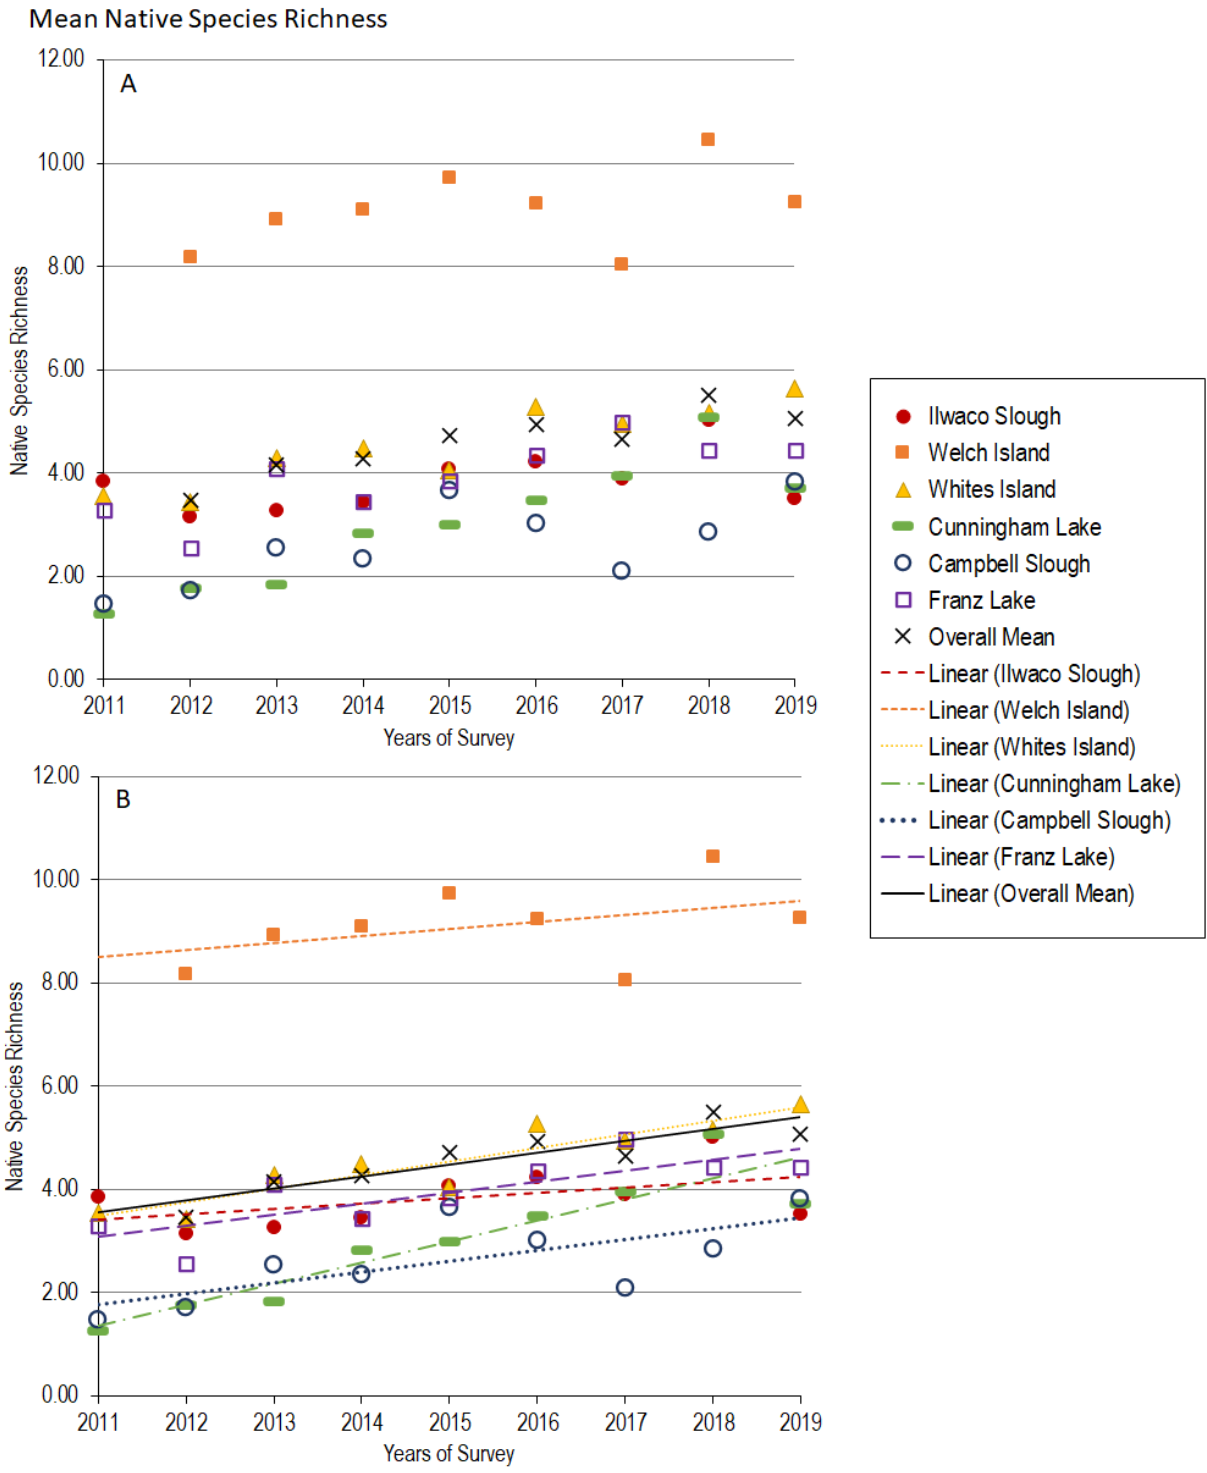 Mean Native Species Richness
12.00
A
10.00
8.00
6.00
4.00
2.00
0.00
Native Species Richness
2011 2012 2013 2014 2015 2016 2017 2018 2019
Years of Survey
12.00
B
10.00
8.00
6.00
4.00
2.00
0.00
Native Species Richness
2011 2012 2013 2014 2015 2016 2017 2018 2019
Years of Survey
Ilwaco Slough
Welch Island
Whites Island
Cunningham Lake
Campbell Slough
Franz Lake
Overall Mean
Linear (Ilwaco Slough)
Linear (Welch Island)
Linear (Whites Island)
Linear (Cunningham Lake)
Linear (Campbell Slough)
Linear (Franz Lake)
Linear (Overall Mean)